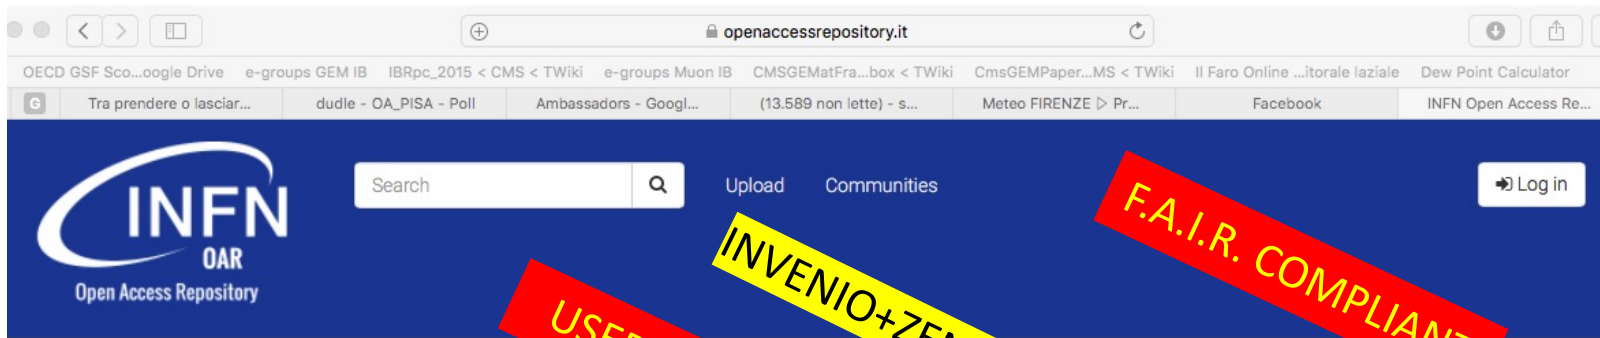 openaccessrepository.it
OECD GSF Sco...oogle Drive e-groups GEM IB IBRpc_2015 < CMS < TWiki e-groups Muon IB CMSGEMatFra...box < TWiki CmsGEMPaper...MS < TWiki Il Faro Online ...itorale laziale Dew Point Calculator
G Tra prendere o lasciar... dudle - OA_PISA - Poll Ambassadors - Googl... (13.589 non lette) - s... Meteo FIRENZE ▷ Pr... Facebook INFN Open Access Re...
INFN
OAR
Open Access Repository
Search
Upload Communities
Log in
F.A.I.R. COMPLIANT
INVENIO+ZEN
USER